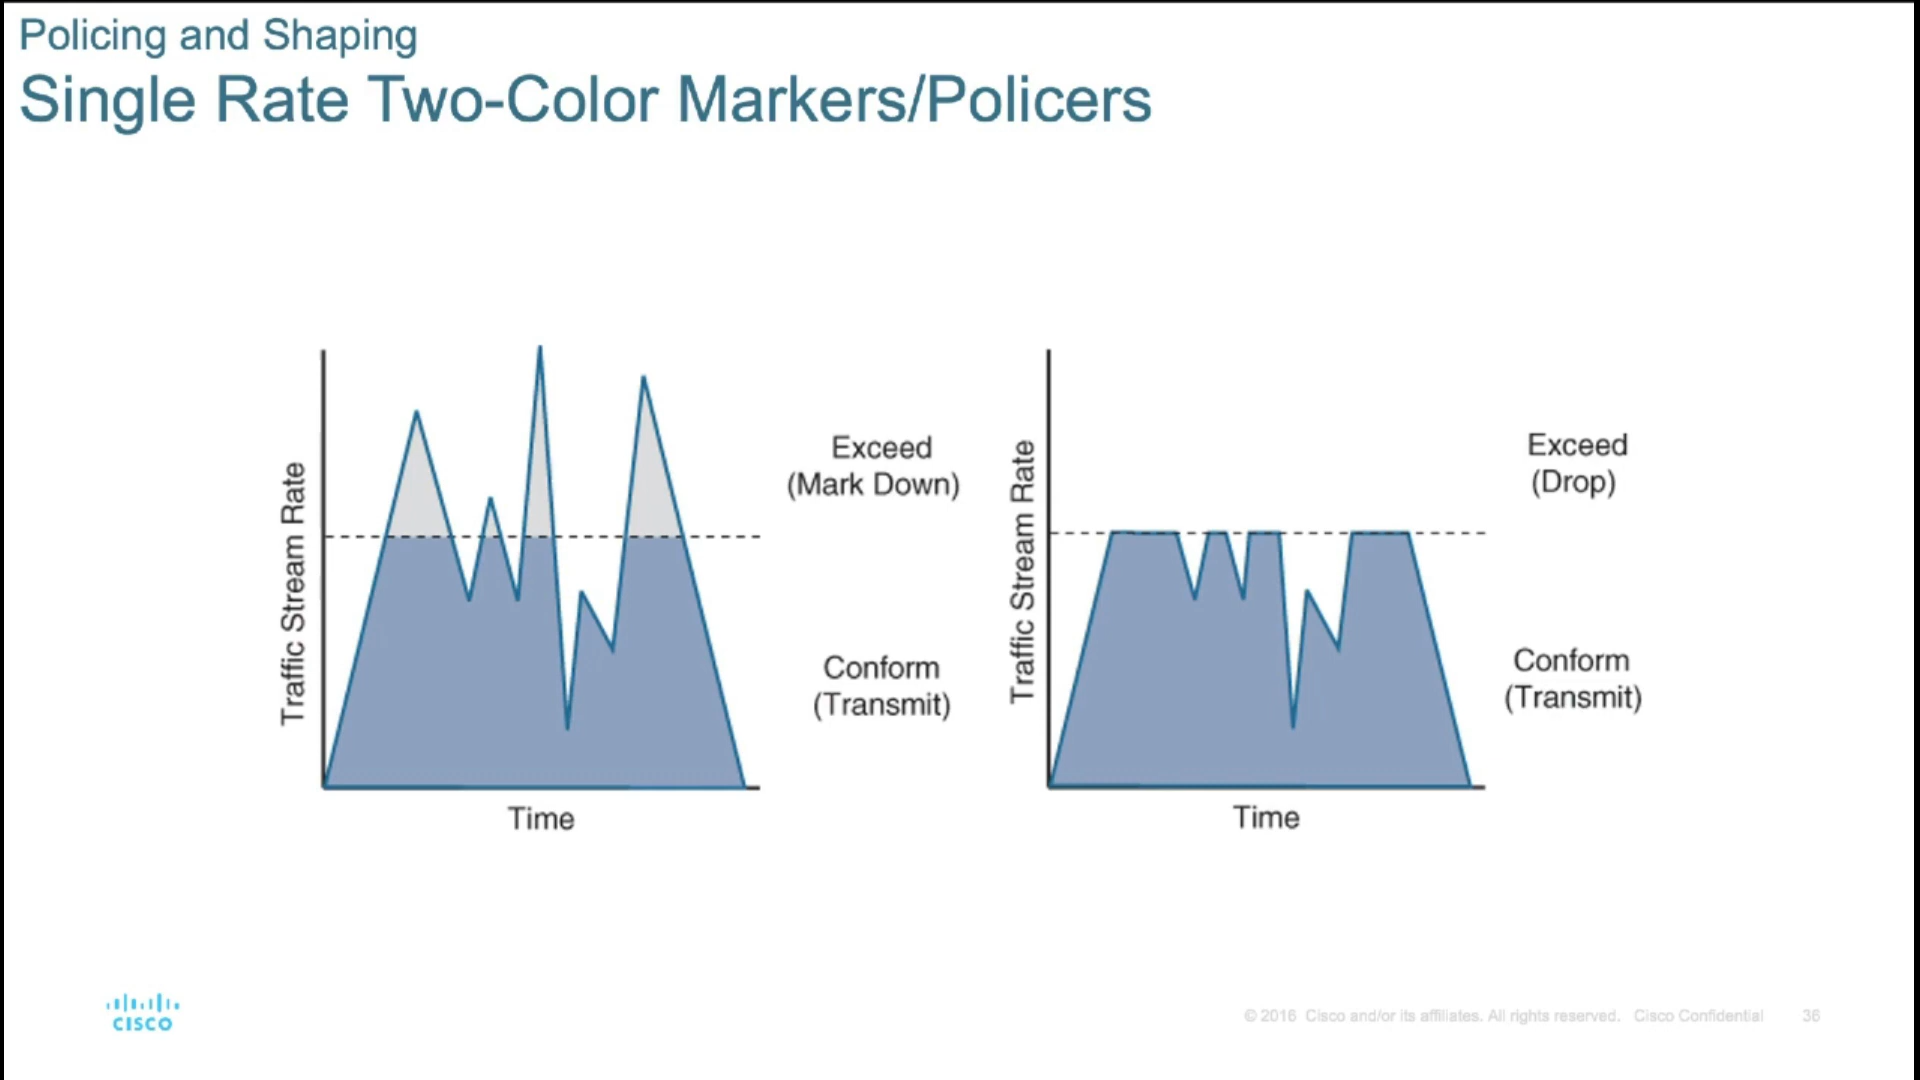 Policing and Shaping
Single Rate Two-Color Markers/Policers
Traffic Stream Rate
Exceed
(Mark Down)
Conform
(Transmit)
Time
Traffic Stream Rate
Exceed
(Drop)
Conform
(Transmit)
Time
CISCO
© 2016 Cisco and/or its affiliates. All rights reserved. Cisco Confidential 36